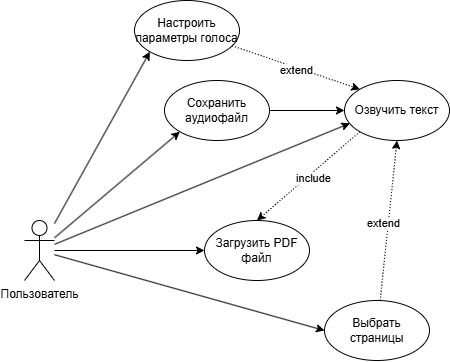 Настроить
параметры голоса
extend
Сохранить
аудиофайл
Озвучить текст
include
extend
Загрузить PDF
файл
Пользователь
Выбрать
страницы